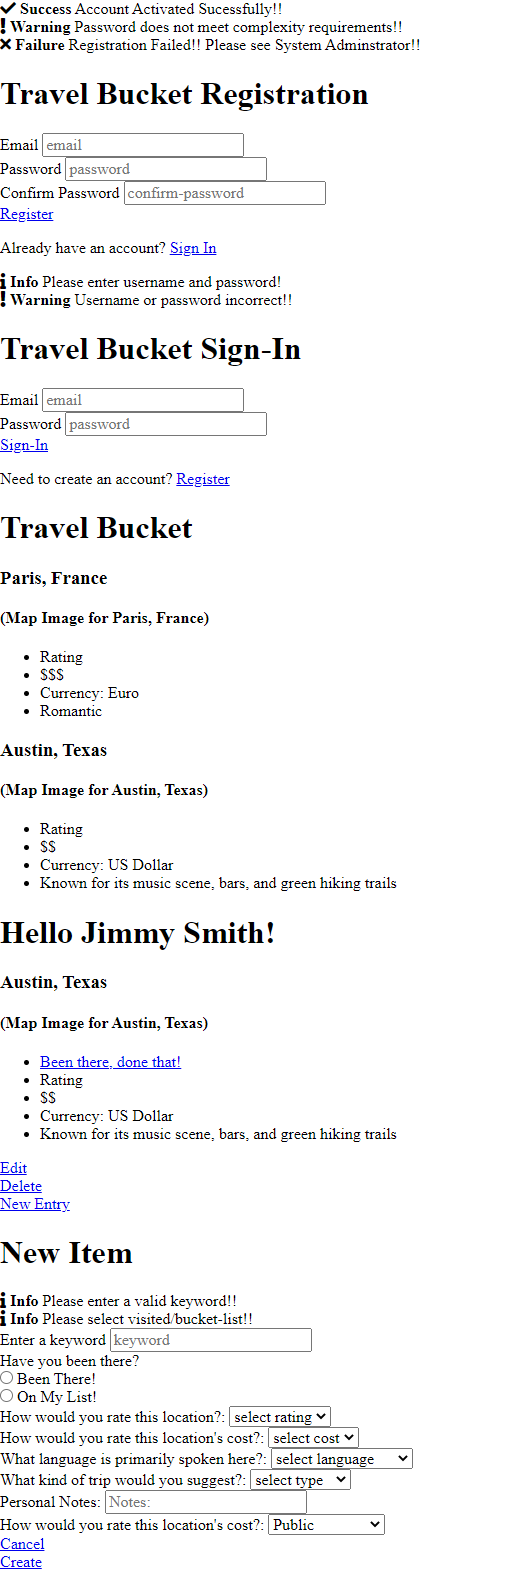 Success Account Activated Sucessfully!!
Warning Password does not meet complexity requirements!!
Failure Registration Failed!! Please see System Adminstrator!!
Travel Bucket Registration
Email email
Password password
Confirm Password confirm-password
Register
Already have an account? Sign In
Info Please enter username and password!
Warning Username or password incorrect!!
Travel Bucket Sign-In
Email email
Password password
Sign-In
Need to create an account? Register
Travel Bucket
Paris, France
(Map Image for Paris, France)
• Rating
• $$$
• Currency: Euro
• Romantic
Austin, Texas
(Map Image for Austin, Texas)
• Rating
• $$
• Currency: US Dollar
• Known for its music scene, bars, and green hiking trails
Hello Jimmy Smith!
Austin, Texas
(Map Image for Austin, Texas)
• Been there, done that!
• Rating
• $$
• Currency: US Dollar
• Known for its music scene, bars, and green hiking trails
Edit
Delete
New Entry
New Item
Info Please enter a valid keyword!!
Info Please select visited/bucket-list!!
Enter a keyword keyword
Have you been there?
Been There!
On My List!
How would you rate this location?: select rating
How would you rate this location's cost?: select cost
What language is primarily spoken here?: select language
What kind of trip would you suggest?: select type
Personal Notes: Notes:
How would you rate this location's cost?: Public
Cancel
Create